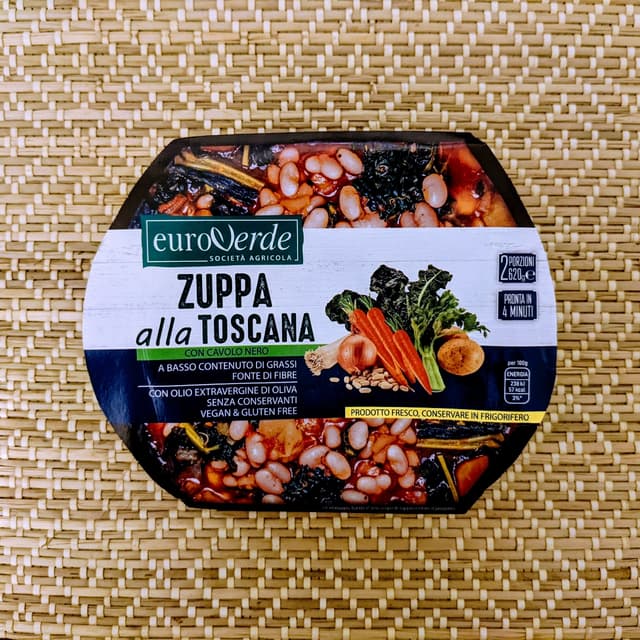 euroverde
SOCIETÀ AGRICOLA
ZUPPA
alla TOSCANA
CON CAVOLO NERO
A BASSO CONTENUTO DI GRASSI
FONTE DI FIBRE
CON OLIO EXTRAVERGINE DI OLIVA
SENZA CONSERVANTI
VEGAN & GLUTEN FREE
2 PORZIONI
620g e
PRONTA IN
4 MINUTI
per 100g
ENERGIA
238 kJ
57 kcal
3%*
PRODOTTO FRESCO, CONSERVARE IN FRIGORIFERO